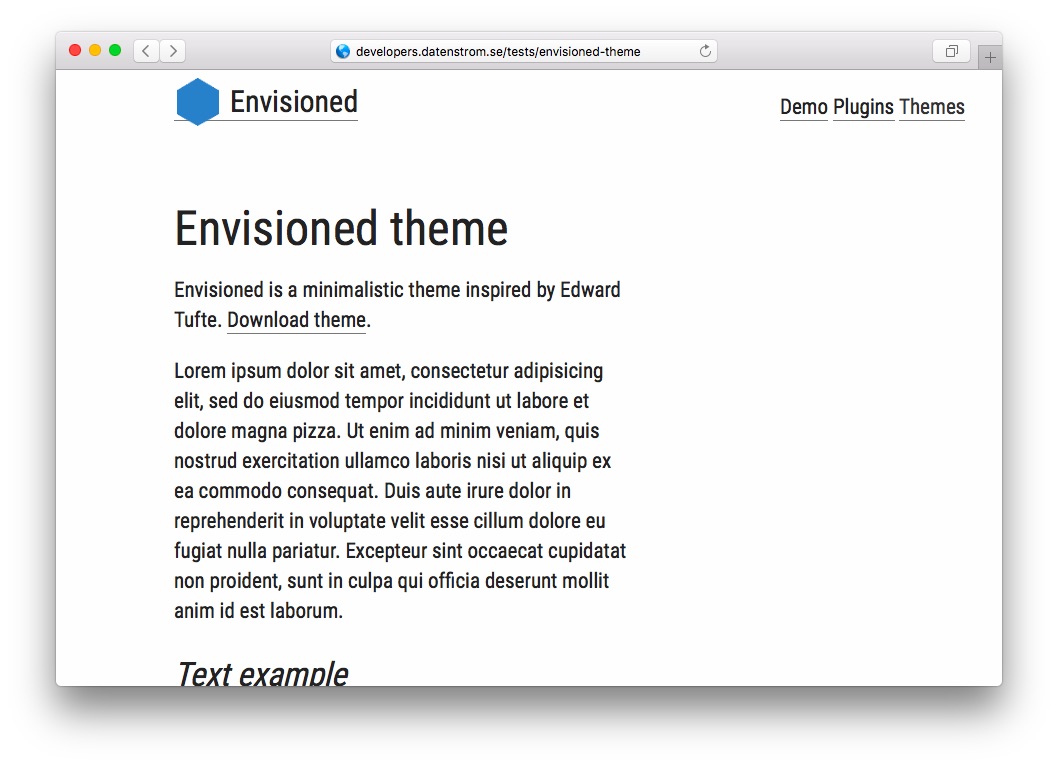 developers.datenstrom.se/tests/envisioned-theme
Envisioned
Demo Plugins Themes
Envisioned theme
Envisioned is a minimalistic theme inspired by Edward
Tufte. Download theme.
Lorem ipsum dolor sit amet, consectetur adipisicing
elit, sed do eiusmod tempor incididunt ut labore et
dolore magna pizza. Ut enim ad minim veniam, quis
nostrud exercitation ullamco laboris nisi ut aliquip ex
ea commodo consequat. Duis aute irure dolor in
reprehenderit in voluptate velit esse cillum dolore eu
fugiat nulla pariatur. Excepteur sint occaecat cupidatat
non proident, sunt in culpa qui officia deserunt mollit
anim id est laborum.
Text example